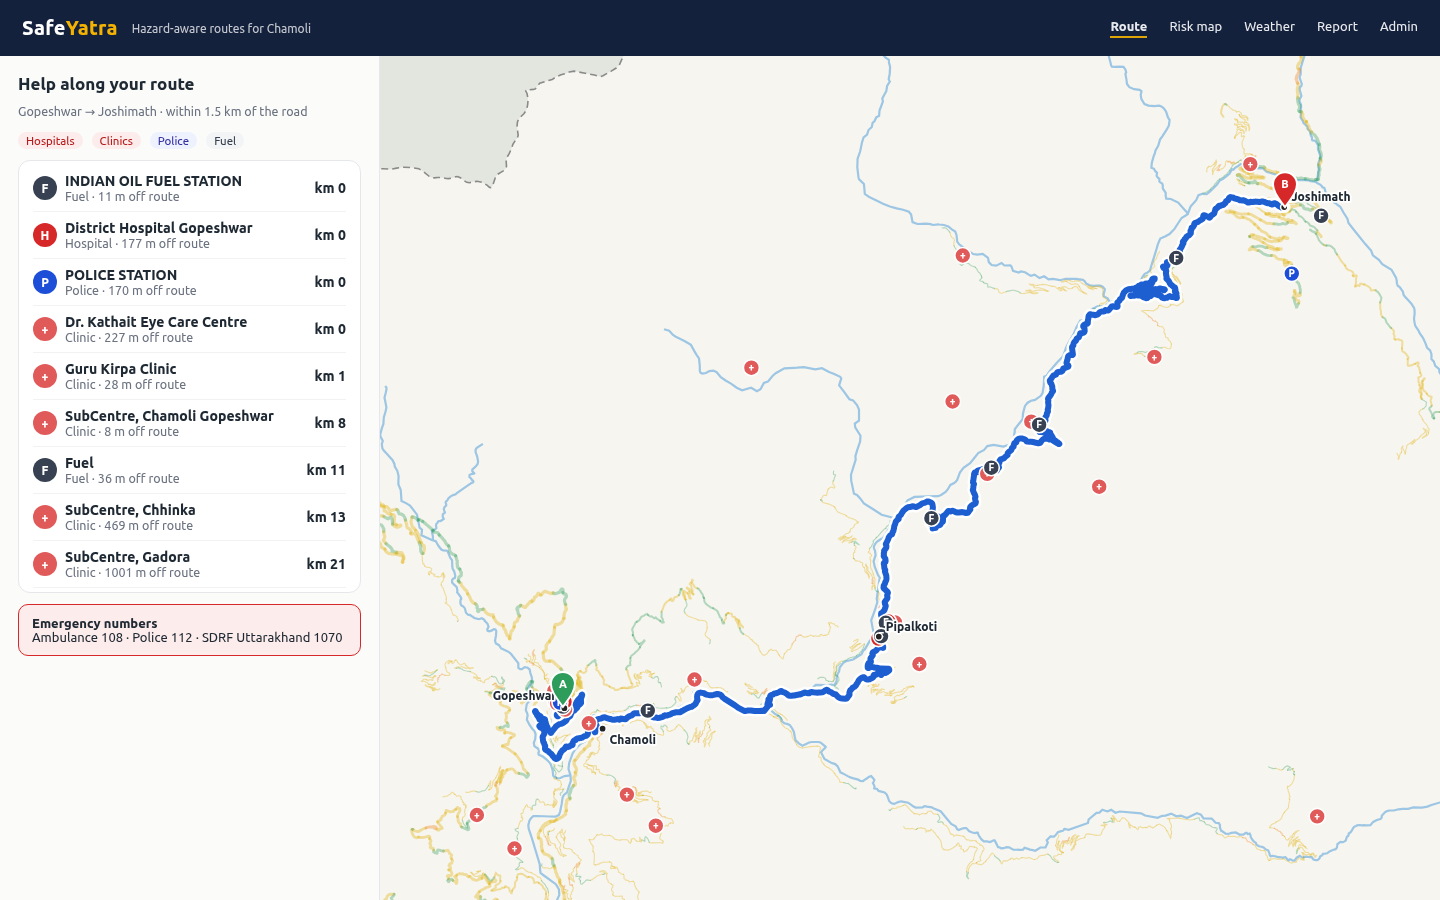 SafeYatra
Hazard-aware routes for Chamoli
Route
Risk map
Weather
Report
Admin
Help along your route
Gopeshwar → Joshimath · within 1.5 km of the road
Hospitals
Clinics
Police
Fuel
F
INDIAN OIL FUEL STATION
km 0
Fuel · 11 m off route
H
District Hospital Gopeshwar
km 0
Hospital · 177 m off route
P
POLICE STATION
km 0
Police · 170 m off route
+
Dr. Kathait Eye Care Centre
km 0
Clinic · 227 m off route
+
Guru Kirpa Clinic
km 1
Clinic · 28 m off route
+
SubCentre, Chamoli Gopeshwar
km 8
Clinic · 8 m off route
F
Fuel
km 11
Fuel · 36 m off route
+
SubCentre, Chhinka
km 13
Clinic · 469 m off route
+
SubCentre, Gadora
km 21
Clinic · 1001 m off route
Emergency numbers
Ambulance 108 · Police 112 · SDRF Uttarakhand 1070
B
Joshimath
F
F
P
F
F
F
F
Pipalkoti
A
Gopeshwar
F
Chamoli